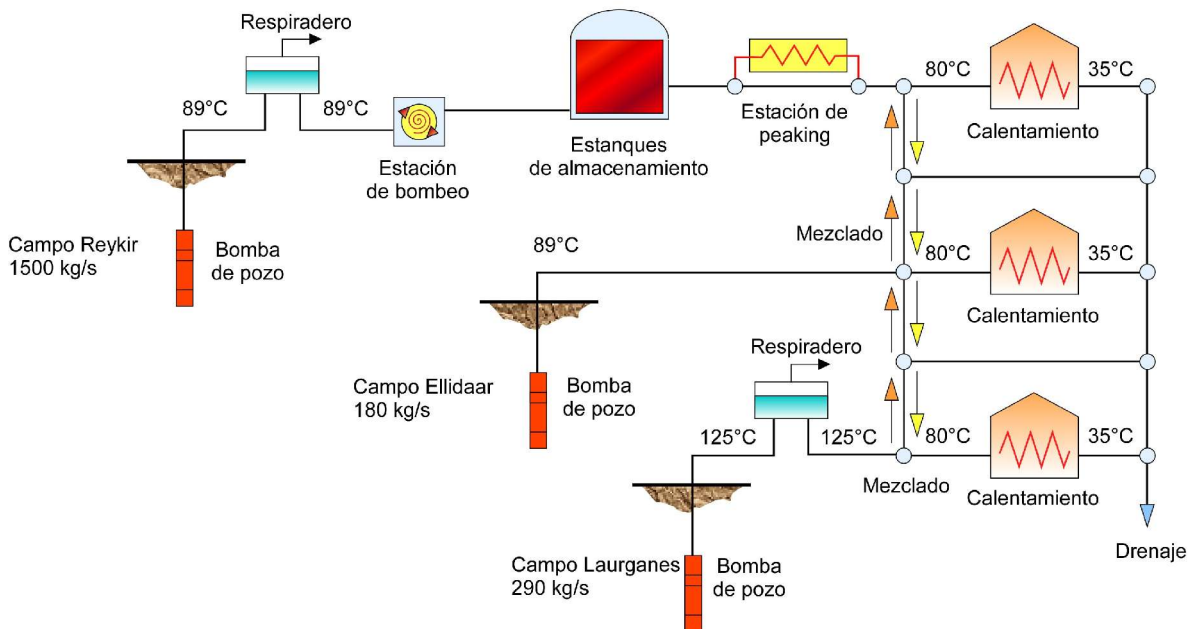 Respiradero
89°C
89°C
Estación
de bombeo
Estanques
de almacenamiento
Estación de
peaking
80°C
35°C
Calentamiento
Campo Reykir
1500 kg/s
Bomba
de pozo
89°C
Mezclado
80°C
35°C
Calentamiento
Campo Ellidaar
180 kg/s
Bomba
de pozo
Respiradero
125°C
125°C
80°C
35°C
Mezclado
Calentamiento
Campo Laurganes
290 kg/s
Bomba
de pozo
Drenaje